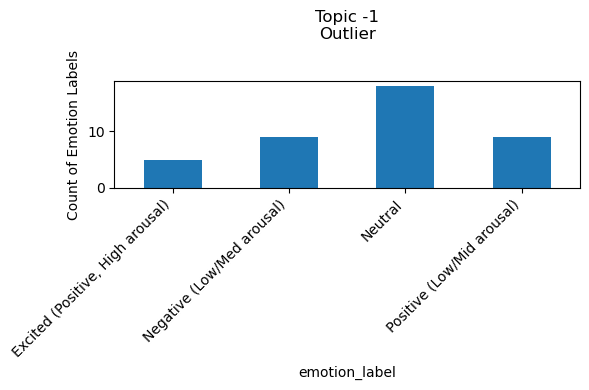 Topic -1
Outlier
Count of Emotion Labels
10
0
Excited (Positive, High arousal)
Negative (Low/Med arousal)
Neutral
Positive (Low/Mid arousal)
emotion_label